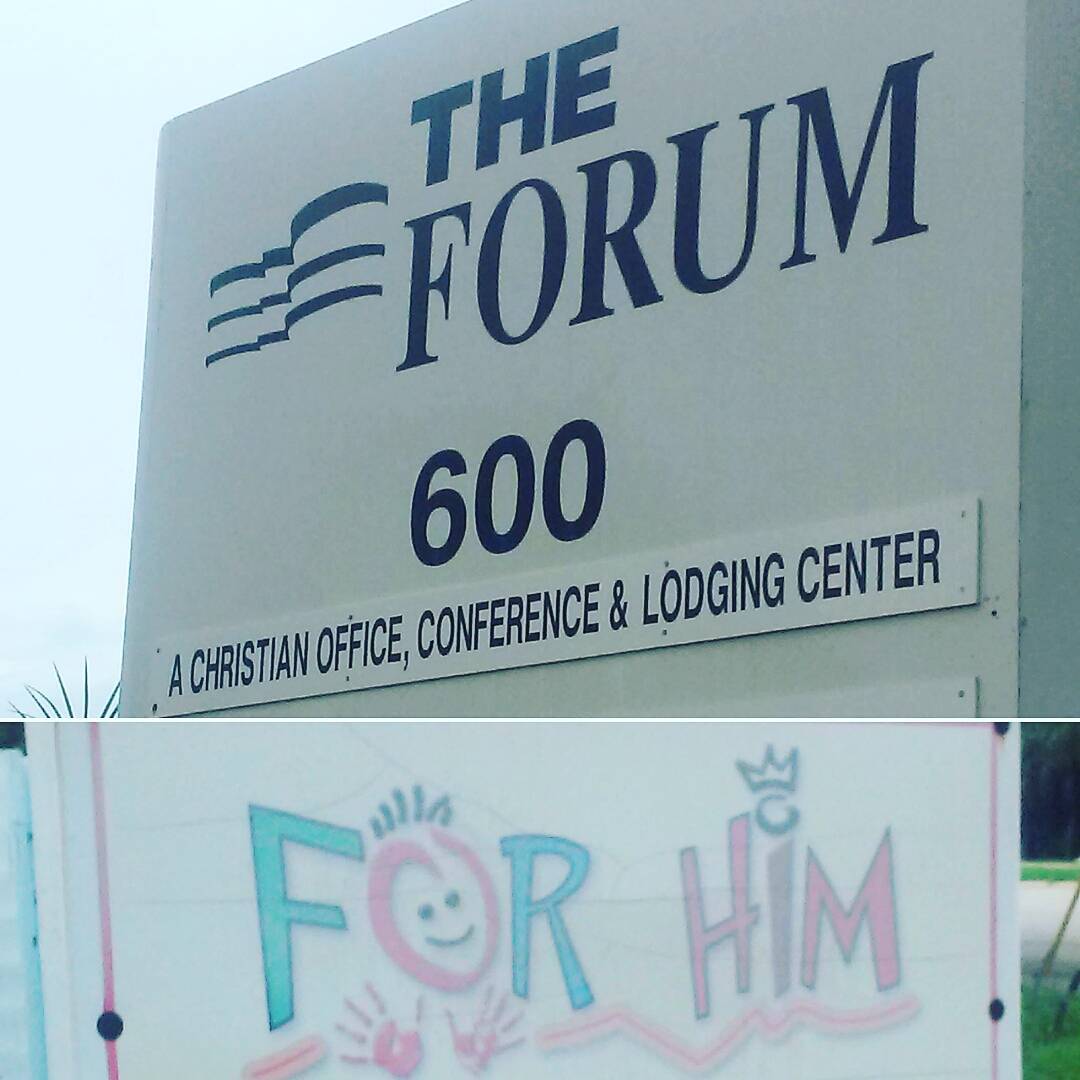 THE
FORUM
600
A CHRISTIAN OFFICE, CONFERENCE & LODGING CENTER
FOR HiM